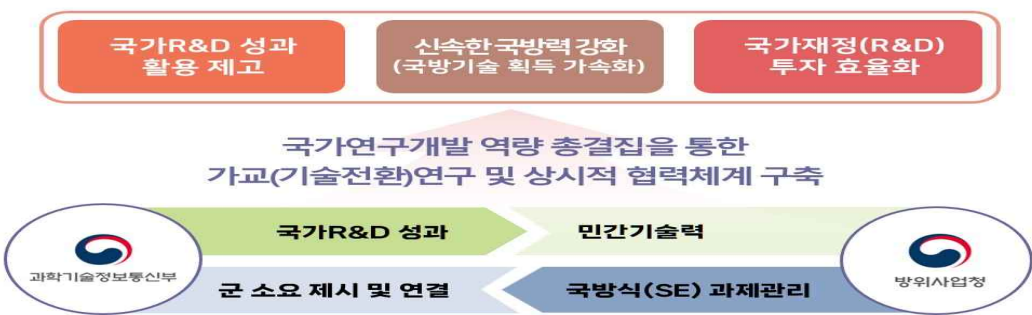 국가R&D 성과
활용 제고
신속한 국방력 강화
(국방기술 획득 가속화)
국가재정(R&D)
투자 효율화
국가연구개발 역량 총결집을 통한
가교(기술전환)연구 및 상시적 협력체계 구축
과학기술정보통신부
국가R&D 성과
민간기술력
군 소요 제시 및 연결
국방식(SE) 과제관리
방위사업청